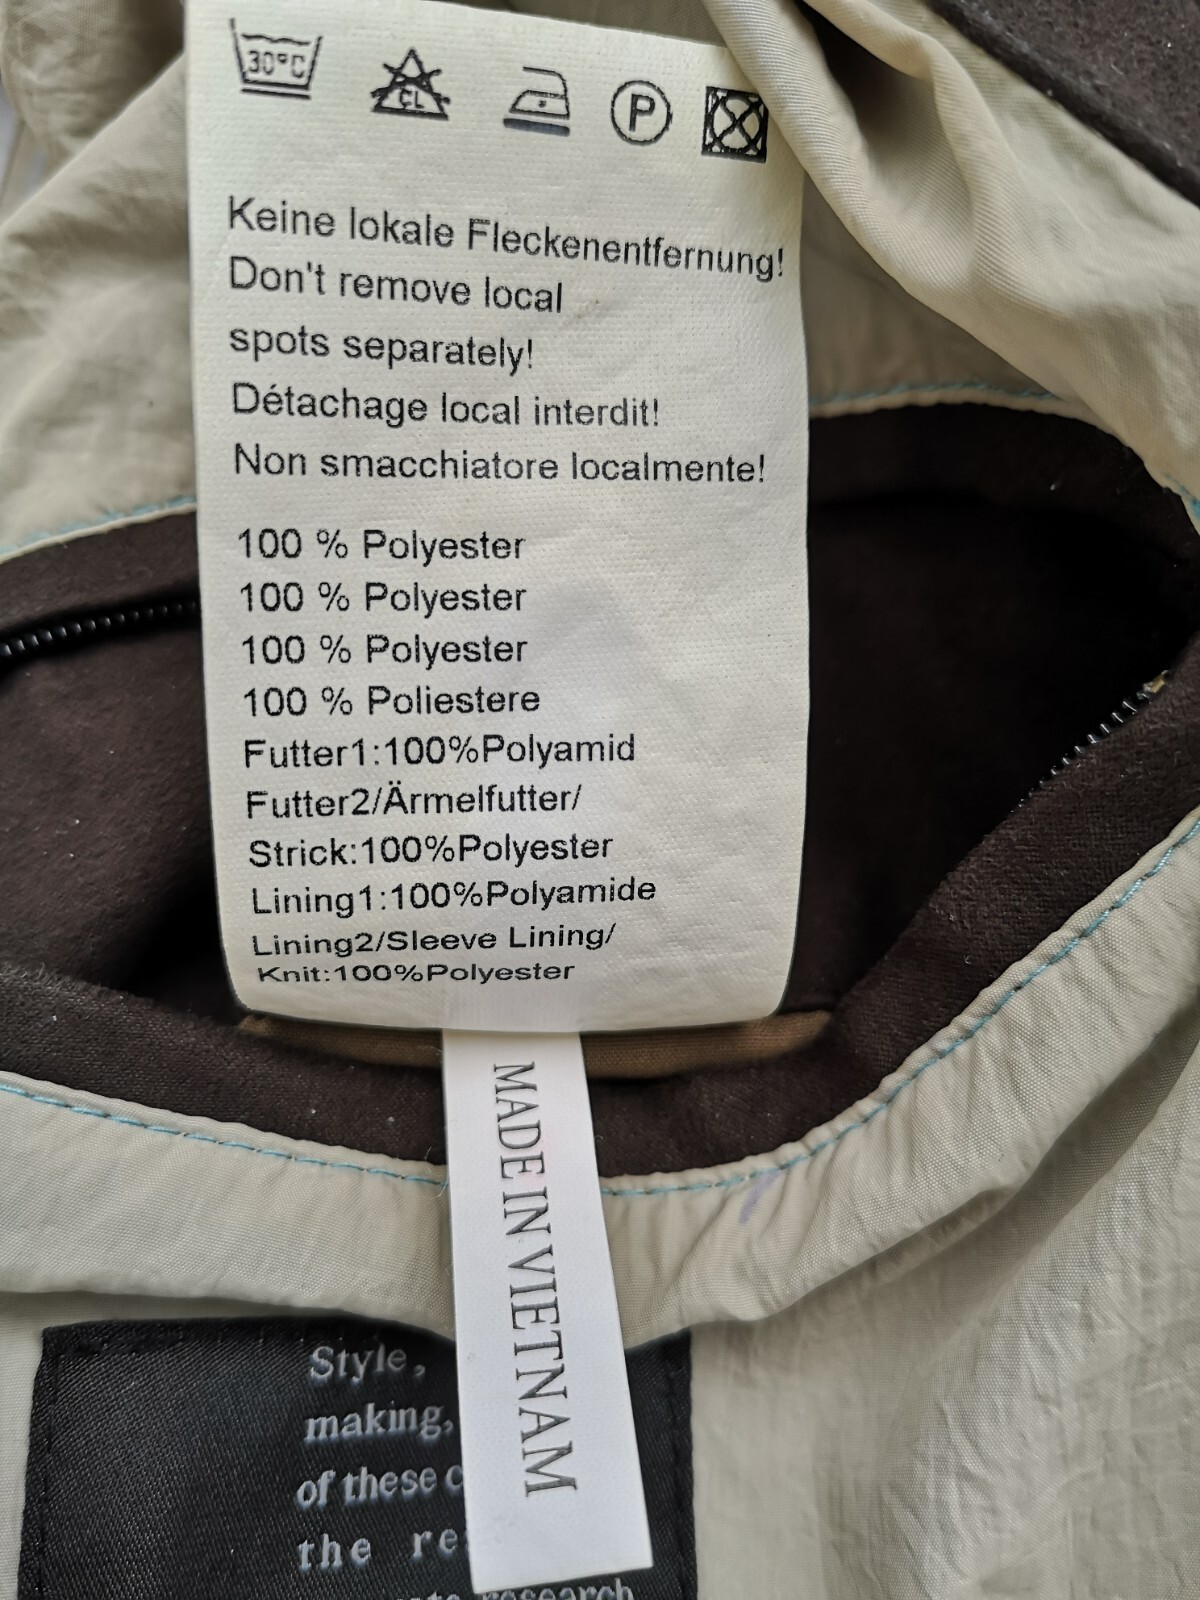 30°C
CL
P
Keine lokale Fleckenentfernung!
Don't remove local
spots separately!
Détachage local interdit!
Non smacchiatore localmente!
100 % Polyester
100 % Polyester
100 % Polyester
100 % Poliestere
Futter1:100%Polyamid
Futter2/Ärmelfutter/
Strick:100%Polyester
Lining1:100%Polyamide
Lining2/Sleeve Lining/
Knit:100%Polyester
MADE IN VIETNAM
Style,
making,
of these
the
research